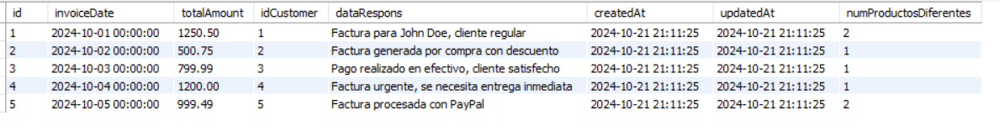 id invoiceDate totalAmount idCustomer dataRespons createdAt updatedAt numProductosDiferentes
1 2024-10-01 00:00:00 1250.50 1 Factura para John Doe, cliente regular 2024-10-21 21:11:25 2024-10-21 21:11:25 2
2 2024-10-02 00:00:00 500.75 2 Factura generada por compra con descuento 2024-10-21 21:11:25 2024-10-21 21:11:25 1
3 2024-10-03 00:00:00 799.99 3 Pago realizado en efectivo, cliente satisfecho 2024-10-21 21:11:25 2024-10-21 21:11:25 1
4 2024-10-04 00:00:00 1200.00 4 Factura urgente, se necesita entrega inmediata 2024-10-21 21:11:25 2024-10-21 21:11:25 1
5 2024-10-05 00:00:00 999.49 5 Factura procesada con PayPal 2024-10-21 21:11:25 2024-10-21 21:11:25 2